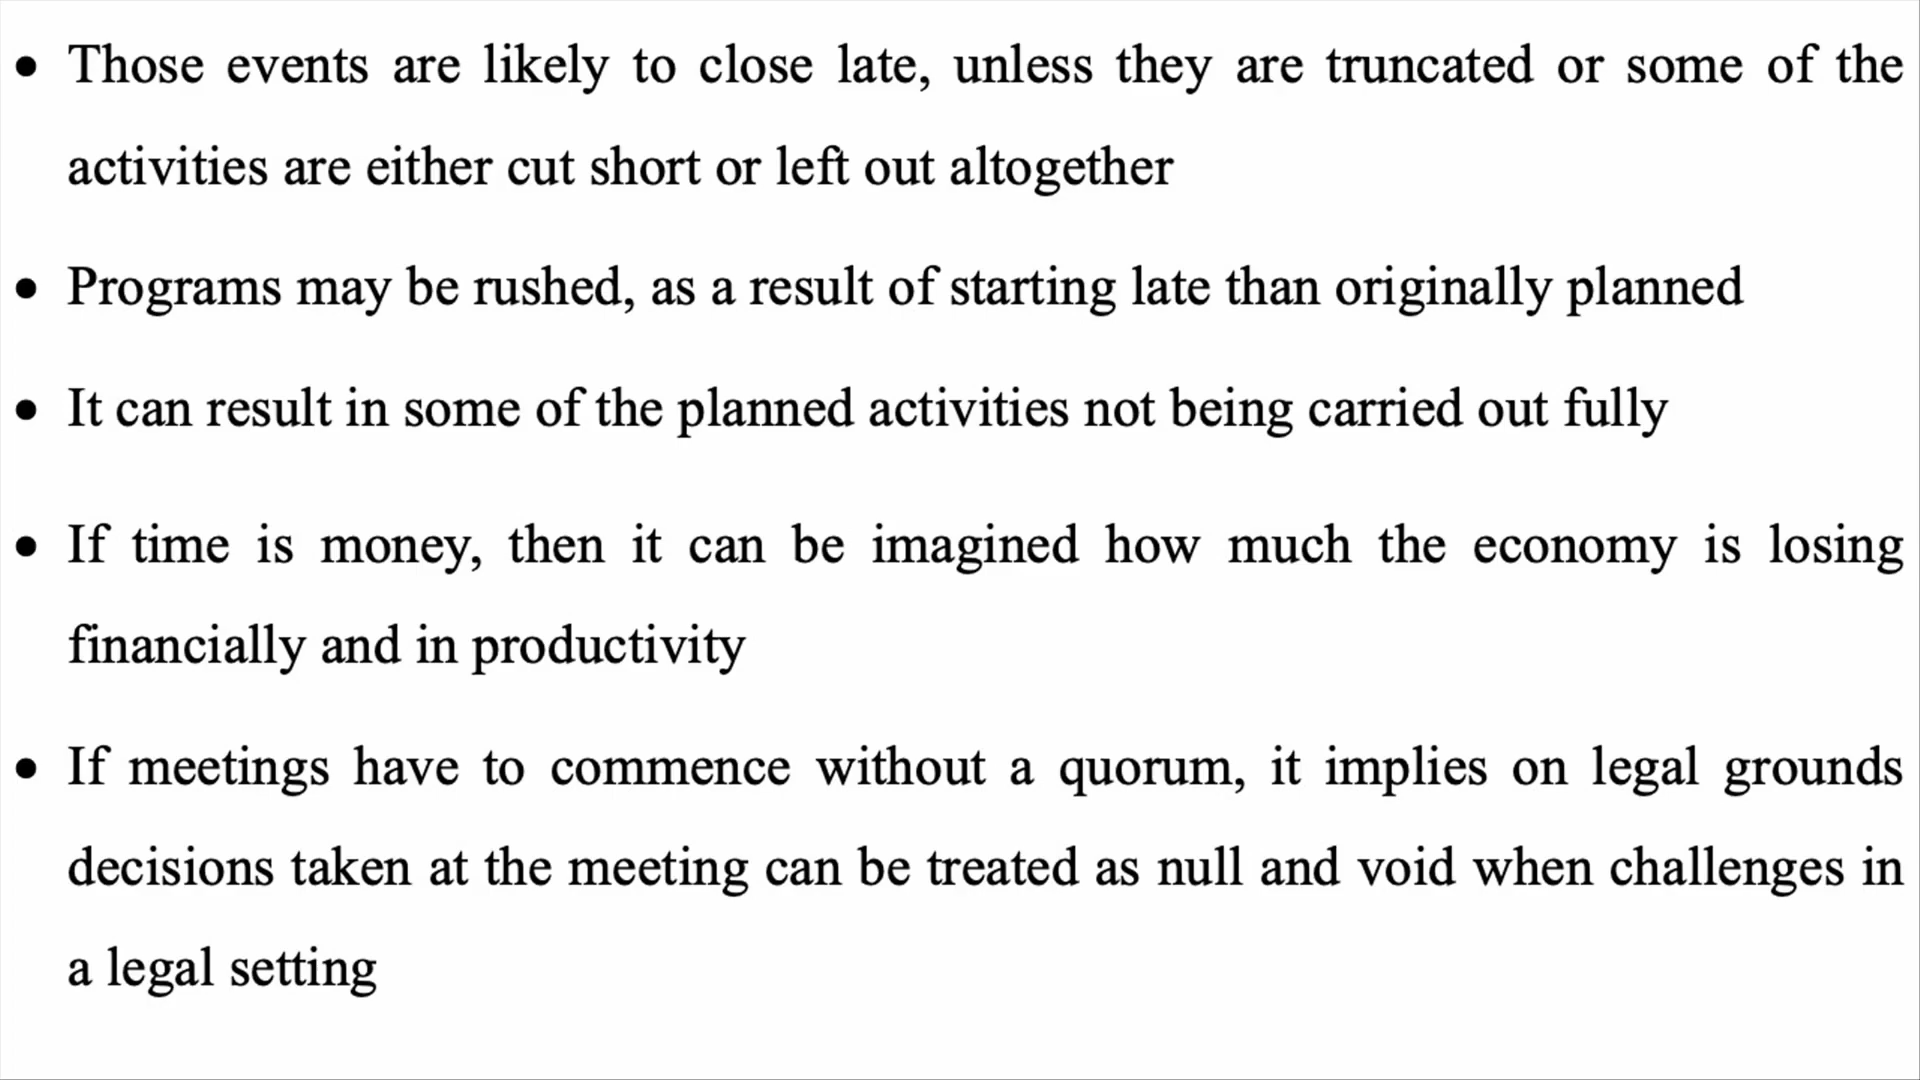 • Those events are likely to close late, unless they are truncated or some of the
activities are either cut short or left out altogether
• Programs may be rushed, as a result of starting late than originally planned
• It can result in some of the planned activities not being carried out fully
• If time is money, then it can be imagined how much the economy is losing
financially and in productivity
• If meetings have to commence without a quorum, it implies on legal grounds
decisions taken at the meeting can be treated as null and void when challenges in
a legal setting